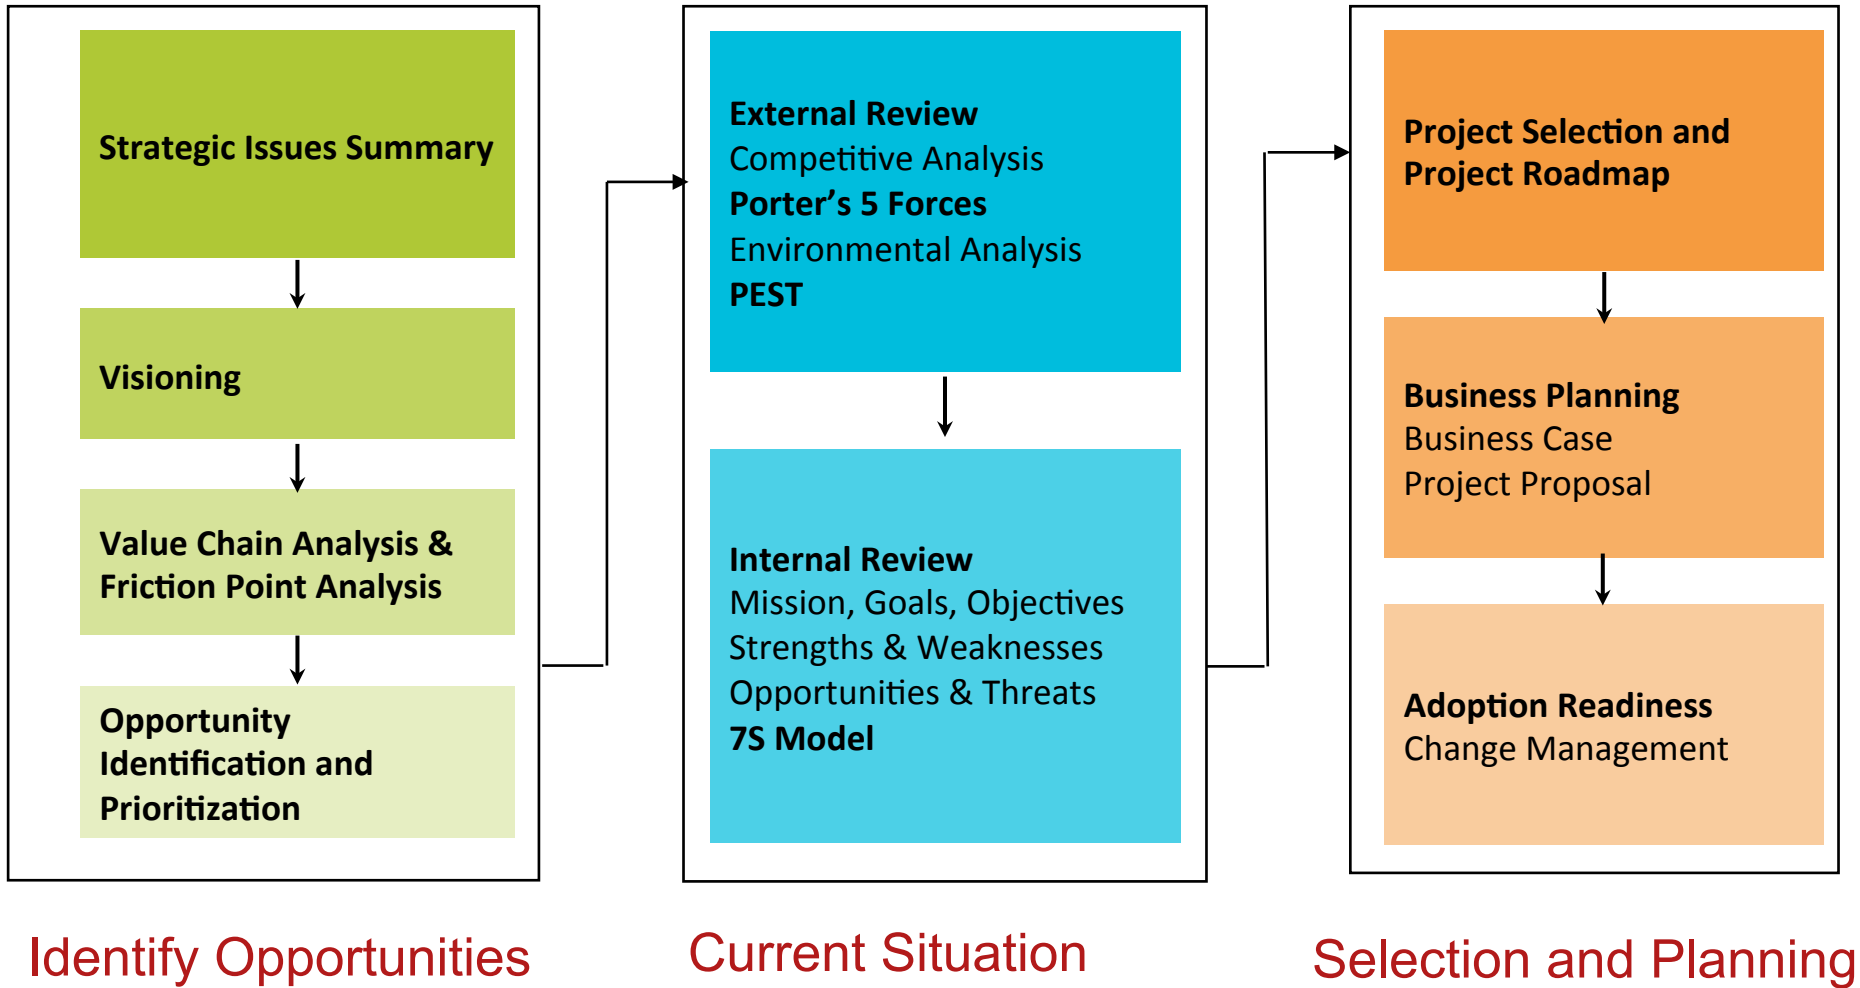 Strategic Issues Summary
Visioning
Value Chain Analysis &
Friction Point Analysis
Opportunity
Identification and
Prioritization
Identify Opportunities
External Review
Competitive Analysis
Porter’s 5 Forces
Environmental Analysis
PEST
Internal Review
Mission, Goals, Objectives
Strengths & Weaknesses
Opportunities & Threats
7S Model
Current Situation
Project Selection and
Project Roadmap
Business Planning
Business Case
Project Proposal
Adoption Readiness
Change Management
Selection and Planning